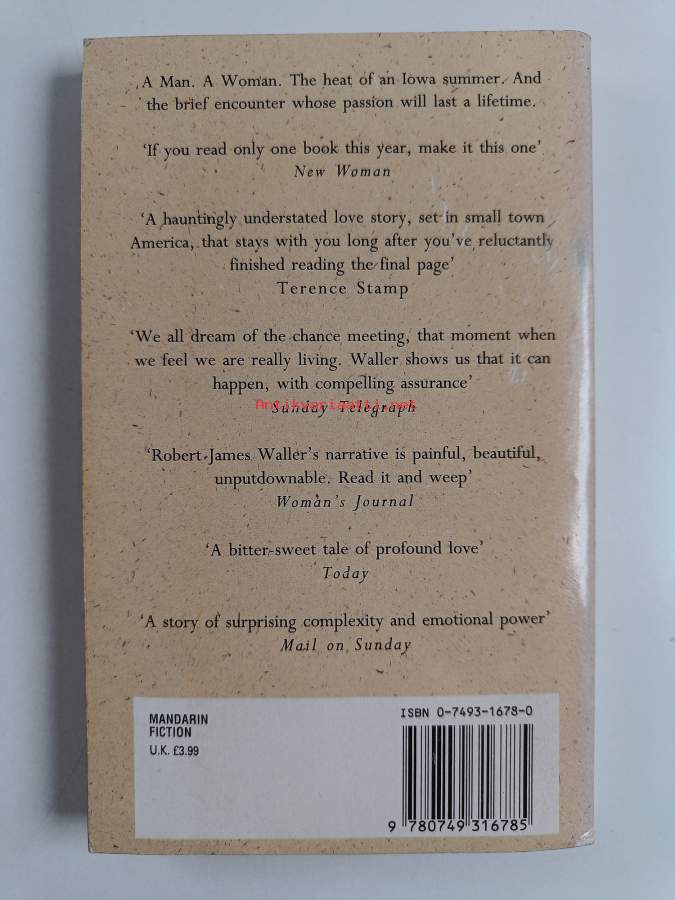 A Man. A Woman. The heat of an Iowa summer. And
the brief encounter whose passion will last a lifetime.
‘If you read only one book this year, make it this one’
New Woman
‘A hauntingly understated love story, set in small town
America, that stays with you long after you’ve reluctantly
finished reading the final page’
Terence Stamp
‘We all dream of the chance meeting, that moment when
we feel we are really living. Waller shows us that it can
happen, with compelling assurance’
Sunday Telegraph
Antikvariaatti.net
‘Robert James Waller’s narrative is painful, beautiful,
unputdownable. Read it and weep’
Woman’s Journal
‘A bitter-sweet tale of profound love’
Today
‘A story of surprising complexity and emotional power’
Mail on Sunday
MANDARIN
FICTION
U.K. £3.99
ISBN 0-7493-1678-0
9 780749 316785